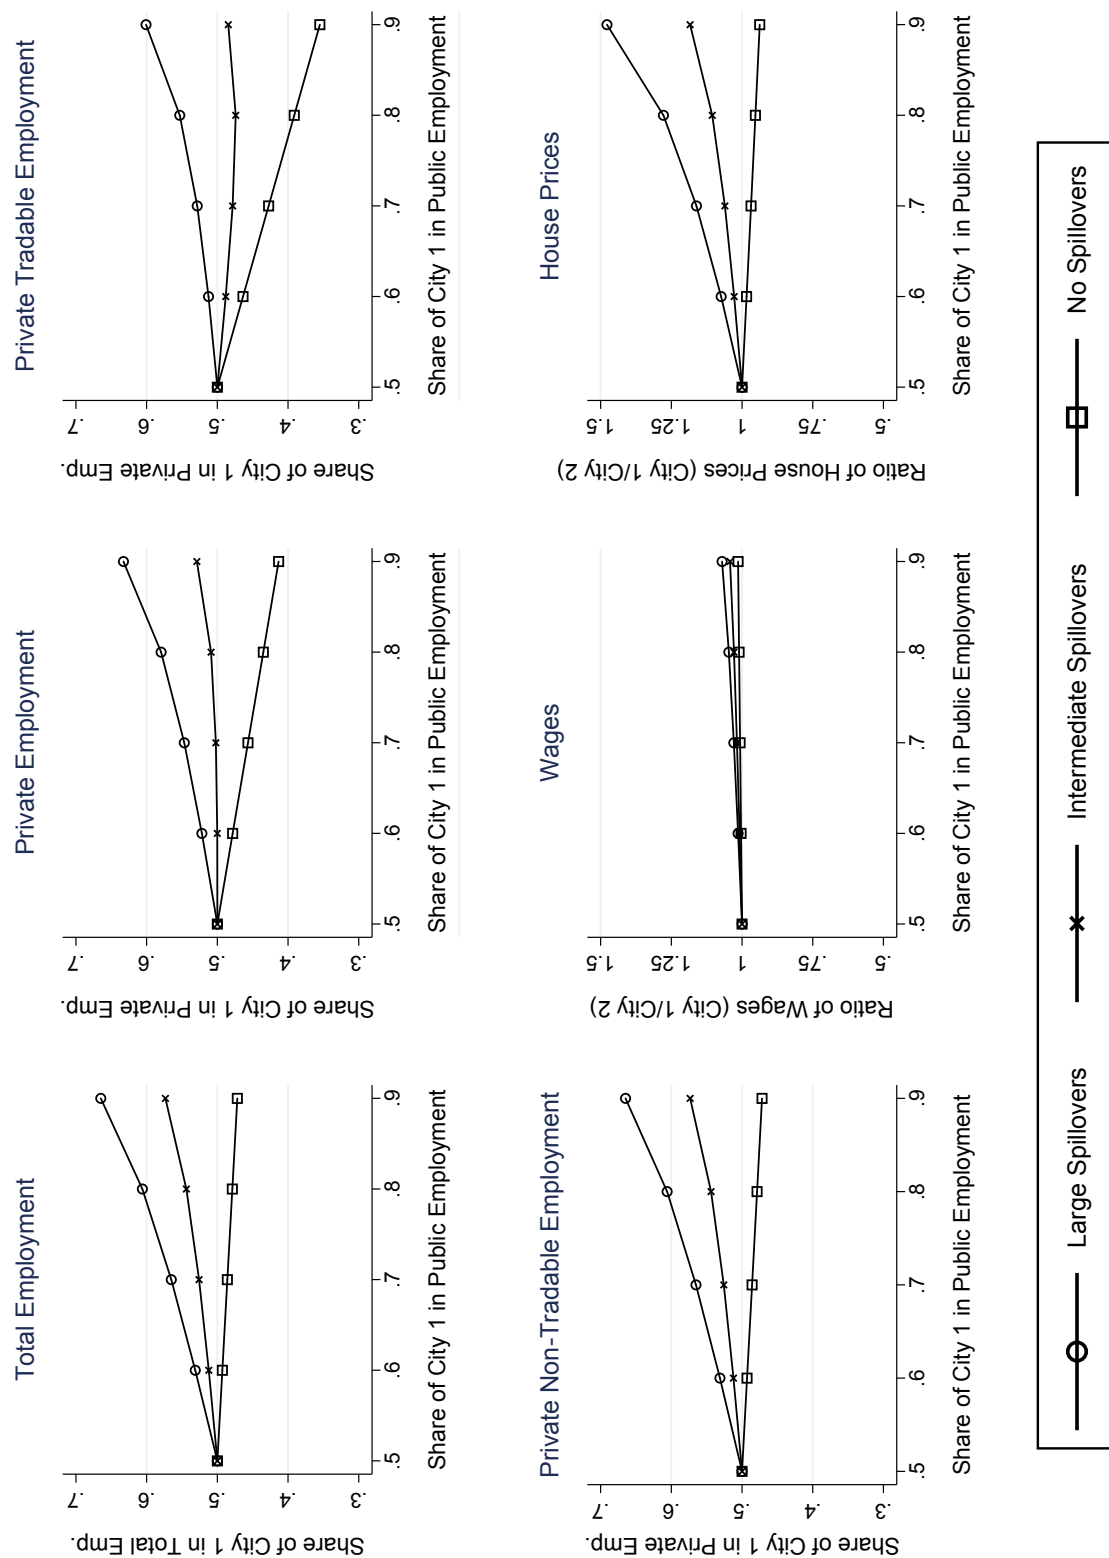 Total Employment
Share of City 1 in Total Emp.
.7
.6
.5
.4
.3
.5 .6 .7 .8 .9
Share of City 1 in Public Employment
Private Employment
Share of City 1 in Private Emp.
.7
.6
.5
.4
.3
.5 .6 .7 .8 .9
Share of City 1 in Public Employment
Private Tradable Employment
Share of City 1 in Private Emp.
.7
.6
.5
.4
.3
.5 .6 .7 .8 .9
Share of City 1 in Public Employment
Private Non-Tradable Employment
Share of City 1 in Private Emp.
.7
.6
.5
.4
.3
.5 .6 .7 .8 .9
Share of City 1 in Public Employment
Wages
Ratio of Wages (City 1/City 2)
1.5
1.25
1
.75
.5
.5 .6 .7 .8 .9
Share of City 1 in Public Employment
House Prices
Ratio of House Prices (City 1/City 2)
1.5
1.25
1
.75
.5
.5 .6 .7 .8 .9
Share of City 1 in Public Employment
Large Spillovers Intermediate Spillovers No Spillovers